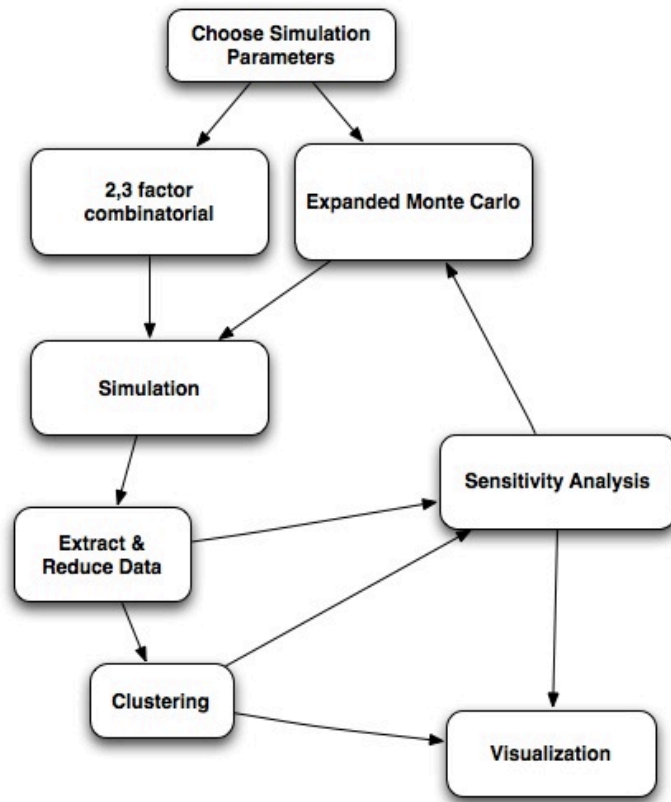 Choose Simulation
Parameters
2,3 factor
combinatorial
Expanded Monte Carlo
Simulation
Sensitivity Analysis
Extract &
Reduce Data
Clustering
Visualization